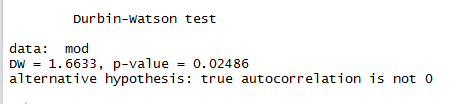 Durbin-Watson test
data:  mod
DW = 1.6633, p-value = 0.02486
alternative hypothesis: true autocorrelation is not 0